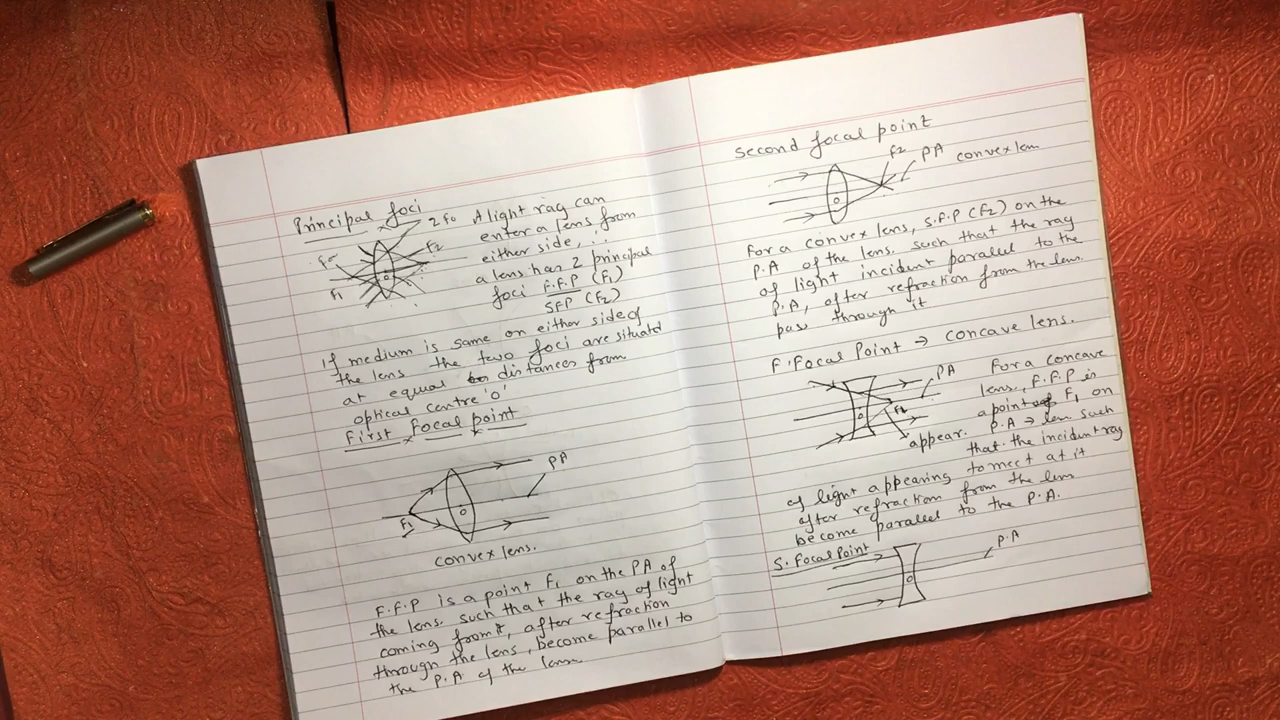 Principal foci
2 fo
F2
F1
O
A light ray can
enter a lens from
either side, ∴
a lens has 2 principal
foci F.F.P (F1)
SFP (F2)
If medium is same on either side of
the lens the two foci are situatd
at equal distances from
optical centre 'o'
First focal point
PA
F1
O
convex lens.
F.F.P is a point F1 on the PA of
the lens, such that the ray of light
coming from it, after refraction
through the lens, become parallel to
the P.A of the lens
Second focal point
F2
PA
convex len
O
For a convex lens, S.F.P (F2) on the
P.A of the lens. such that the ray
of light incident parallel to the
P.A, after refraction from the lens.
pass through it
F. Focal Point → concave lens.
PA
O
For a concave
lens, F.F.P is
a point of F1 on
appear. P.A → lens such
that the incident ray
of light appearing to meet at it
after refraction from the lens
become parallel to the P.A.
S. Focal Point
P.A
O